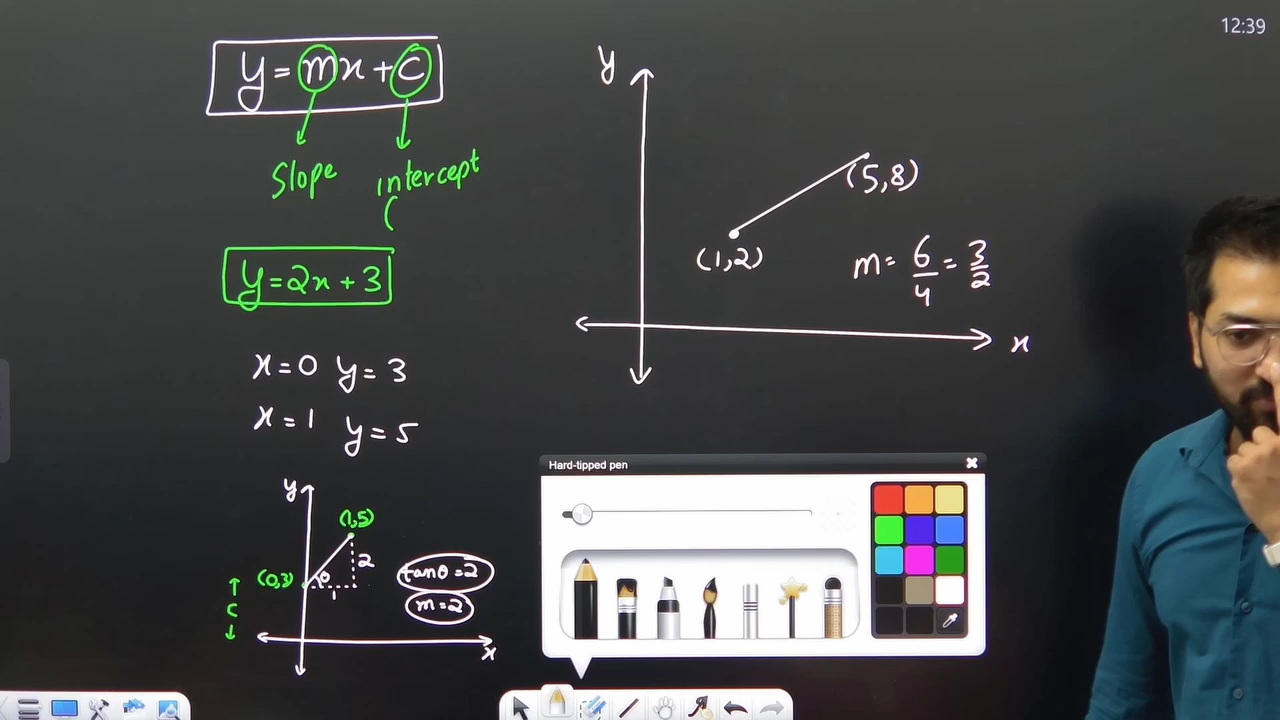 12:39
y=mx+c
Slope
intercept
(
y=2x+3
x=0 y=3
x=1 y=5
y
(1,5)
(0,3)
θ
2
1
c
x
tanθ=2
m=2
y
(5,8)
(1,2)
m= 6/4 = 3/2
x
Hard-tipped pen